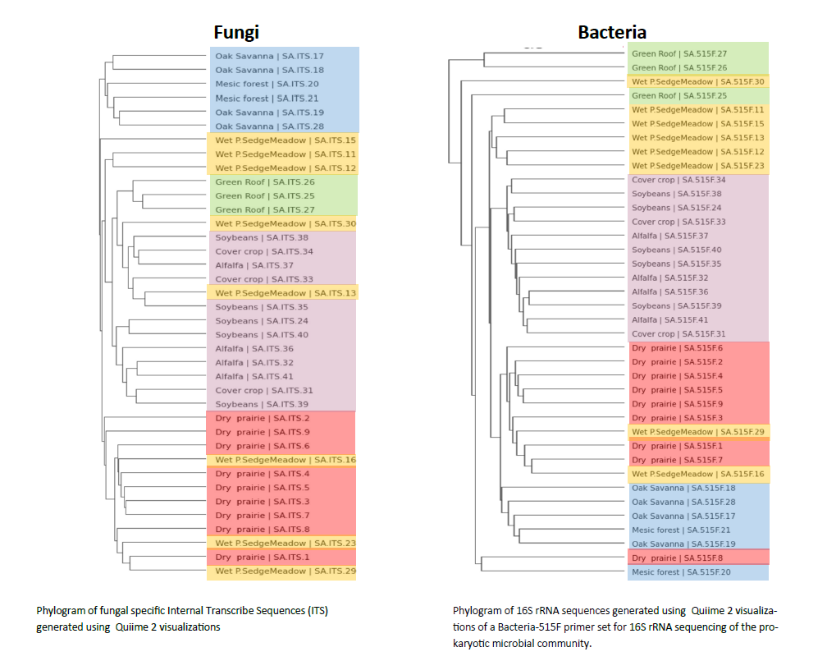 Fungi
Oak Savanna | SA.ITS.17
Oak Savanna | SA.ITS.18
Mesic forest | SA.ITS.20
Mesic forest | SA.ITS.21
Oak Savanna | SA.ITS.19
Oak Savanna | SA.ITS.28
Wet P.SedgeMeadow | SA.ITS.15
Wet P.SedgeMeadow | SA.ITS.11
Wet P.SedgeMeadow | SA.ITS.12
Green Roof | SA.ITS.26
Green Roof | SA.ITS.25
Green Roof | SA.ITS.27
Wet P.SedgeMeadow | SA.ITS.30
Soybeans | SA.ITS.38
Cover crop | SA.ITS.34
Alfalfa | SA.ITS.37
Cover crop | SA.ITS.33
Wet P.SedgeMeadow | SA.ITS.13
Soybeans | SA.ITS.35
Soybeans | SA.ITS.24
Soybeans | SA.ITS.40
Alfalfa | SA.ITS.36
Alfalfa | SA.ITS.32
Alfalfa | SA.ITS.41
Cover crop | SA.ITS.31
Soybeans | SA.ITS.39
Dry prairie | SA.ITS.2
Dry prairie | SA.ITS.9
Dry prairie | SA.ITS.6
Wet P.SedgeMeadow | SA.ITS.16
Dry prairie | SA.ITS.4
Dry prairie | SA.ITS.5
Dry prairie | SA.ITS.3
Dry prairie | SA.ITS.7
Dry prairie | SA.ITS.8
Wet P.SedgeMeadow | SA.ITS.23
Dry prairie | SA.ITS.1
Wet P.SedgeMeadow | SA.ITS.29
Phylogram of fungal specific Internal Transcribe Sequences (ITS)
generated using Quiime 2 visualizations
Bacteria
Green Roof | SA.515F.27
Green Roof | SA.515F.26
Wet P.SedgeMeadow | SA.515F.30
Green Roof | SA.515F.25
Wet P.SedgeMeadow | SA.515F.11
Wet P.SedgeMeadow | SA.515F.15
Wet P.SedgeMeadow | SA.515F.13
Wet P.SedgeMeadow | SA.515F.12
Wet P.SedgeMeadow | SA.515F.23
Cover crop | SA.515F.34
Soybeans | SA.515F.38
Soybeans | SA.515F.24
Cover crop | SA.515F.33
Alfalfa | SA.515F.37
Soybeans | SA.515F.40
Soybeans | SA.515F.35
Alfalfa | SA.515F.32
Alfalfa | SA.515F.36
Soybeans | SA.515F.39
Alfalfa | SA.515F.41
Cover crop | SA.515F.31
Dry prairie | SA.515F.6
Dry prairie | SA.515F.2
Dry prairie | SA.515F.4
Dry prairie | SA.515F.5
Dry prairie | SA.515F.9
Dry prairie | SA.515F.3
Wet P.SedgeMeadow | SA.515F.29
Dry prairie | SA.515F.1
Dry prairie | SA.515F.7
Wet P.SedgeMeadow | SA.515F.16
Oak Savanna | SA.515F.18
Oak Savanna | SA.515F.28
Oak Savanna | SA.515F.17
Mesic forest | SA.515F.21
Oak Savanna | SA.515F.19
Dry prairie | SA.515F.8
Mesic forest | SA.515F.20
Phylogram of 16S rRNA sequences generated using Quiime 2 visualiza-
tions of a Bacteria-515F primer set for 16S rRNA sequencing of the pro-
karyotic microbial community.